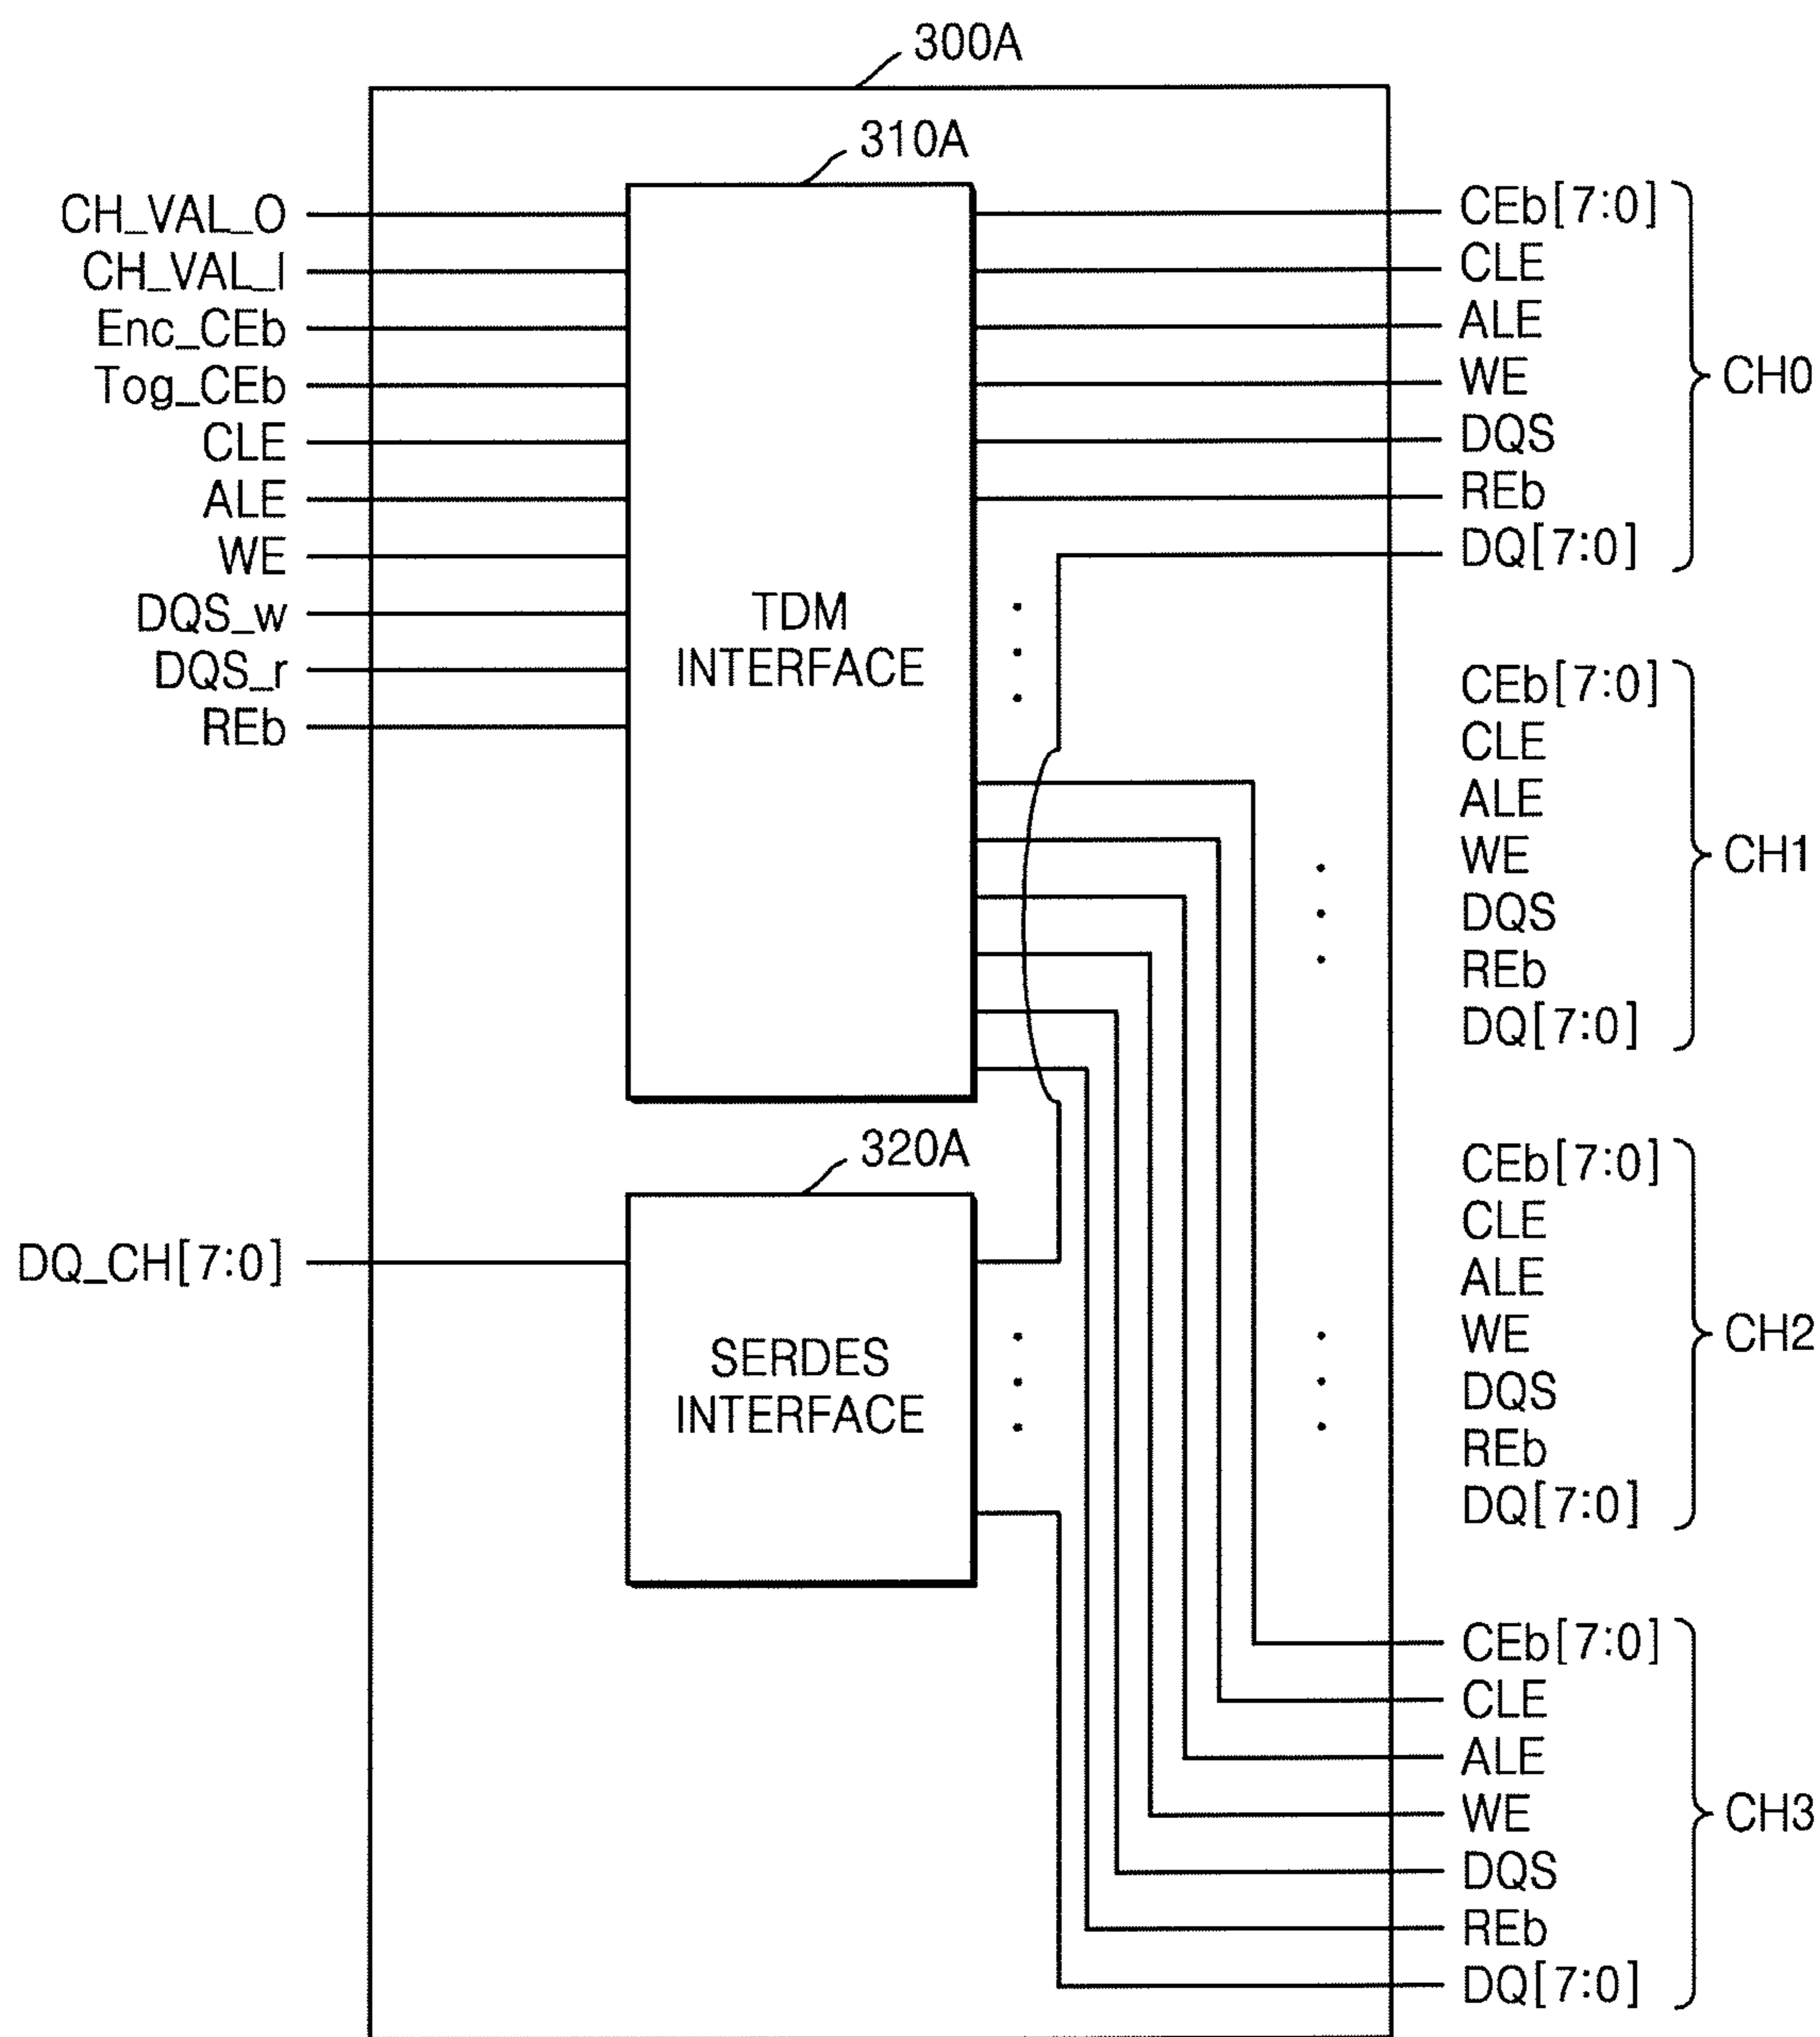 300A
310A
CH_VAL_O
CH_VAL_I
Enc_CEb
Tog_CEb
CLE
ALE
WE
DQS_w
DQS_r
REb
TDM
INTERFACE
CEb[7:0]
CLE
ALE
WE
DQS
REb
DQ[7:0]
CH0
CEb[7:0]
CLE
ALE
WE
DQS
REb
DQ[7:0]
CH1
320A
DQ_CH[7:0]
SERDES
INTERFACE
CEb[7:0]
CLE
ALE
WE
DQS
REb
DQ[7:0]
CH2
CEb[7:0]
CLE
ALE
WE
DQS
REb
DQ[7:0]
CH3